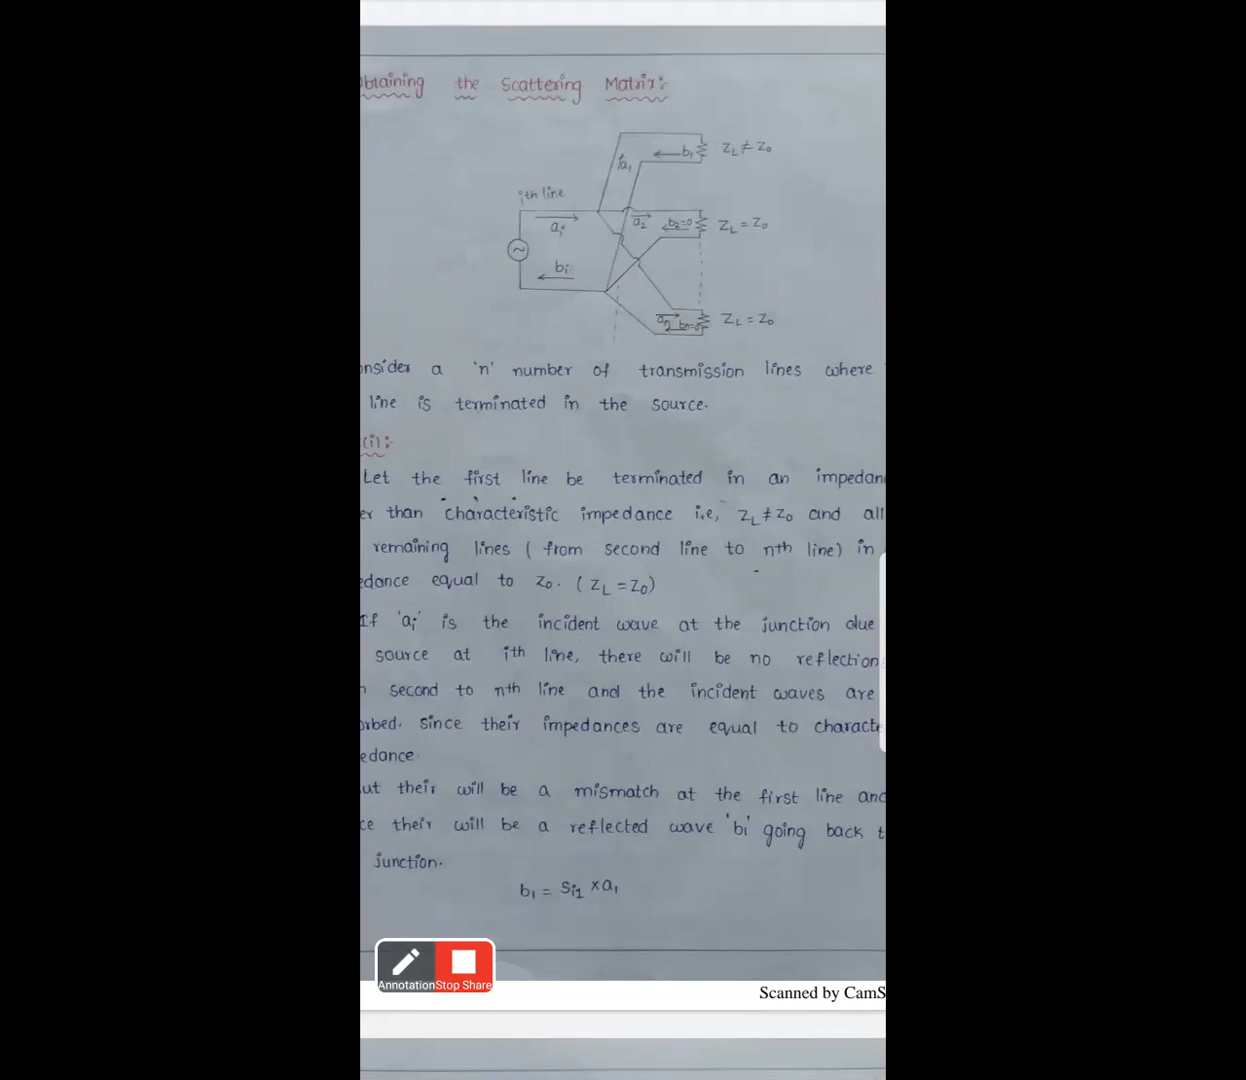 btaining the Scattering Matrix:-
ith line
ai
bi
a1
b1
ZL ≠ Z0
a2
b2=0
ZL = Z0
an
bn=0
ZL = Z0
nsider a 'n' number of transmission lines where
line is terminated in the source.
(i):
Let the first line be terminated in an impedan
er than characteristic impedance i.e, ZL ≠ Z0 and all
remaining lines ( from second line to nth line) in
edance equal to Z0. ( ZL = Z0)
If 'ai' is the incident wave at the junction due
source at ith line, there will be no reflection
second to nth line and the incident waves are
orbed. since their impedances are equal to characte
edance.
ut their will be a mismatch at the first line and
ce their will be a reflected wave 'bi' going back t
junction.
b1 = Si1 × a1
Annotation Stop Share
Scanned by CamS